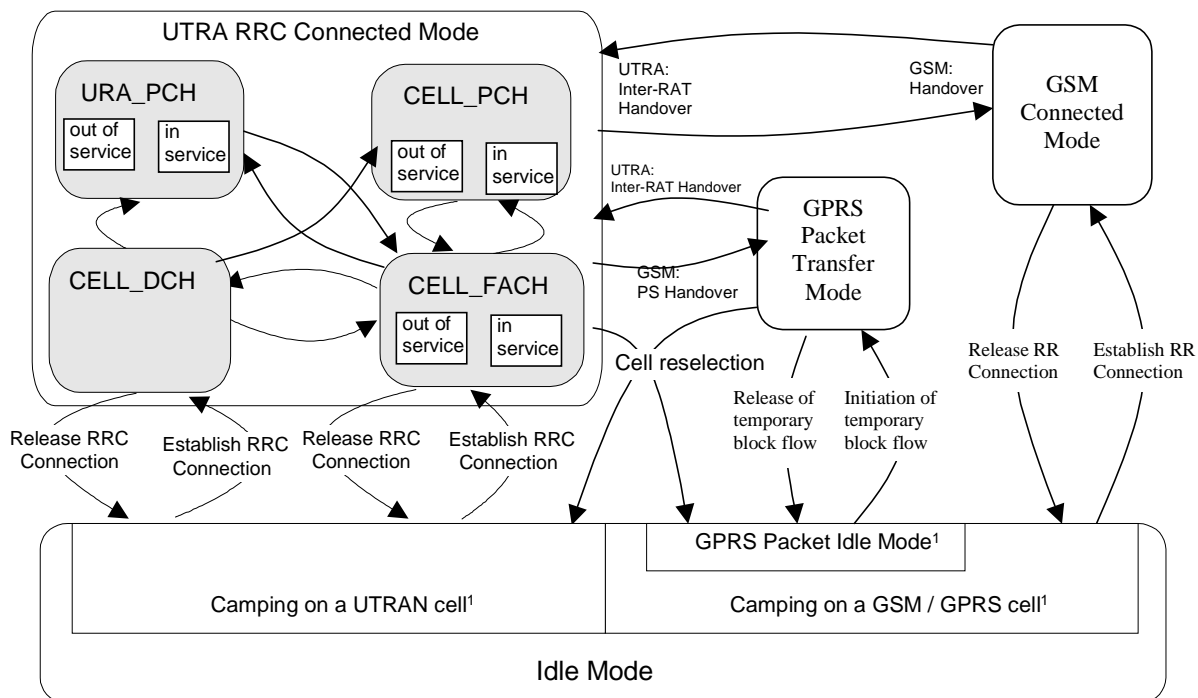 UTRA RRC Connected Mode
URA_PCH
out of
service
in
service
CELL_PCH
out of
service
in
service
CELL_DCH
CELL_FACH
out of
service
in
service
UTRA:
Inter-RAT
Handover
GSM:
Handover
GSM
Connected
Mode
UTRA:
Inter-RAT Handover
GPRS
Packet
Transfer
Mode
GSM:
PS Handover
Cell reselection
Release of
temporary
block flow
Initiation of
temporary
block flow
Release RR
Connection
Establish RR
Connection
Release RRC
Connection
Establish RRC
Connection
Release RRC
Connection
Establish RRC
Connection
GPRS Packet Idle Mode¹
Camping on a UTRAN cell¹
Camping on a GSM / GPRS cell¹
Idle Mode